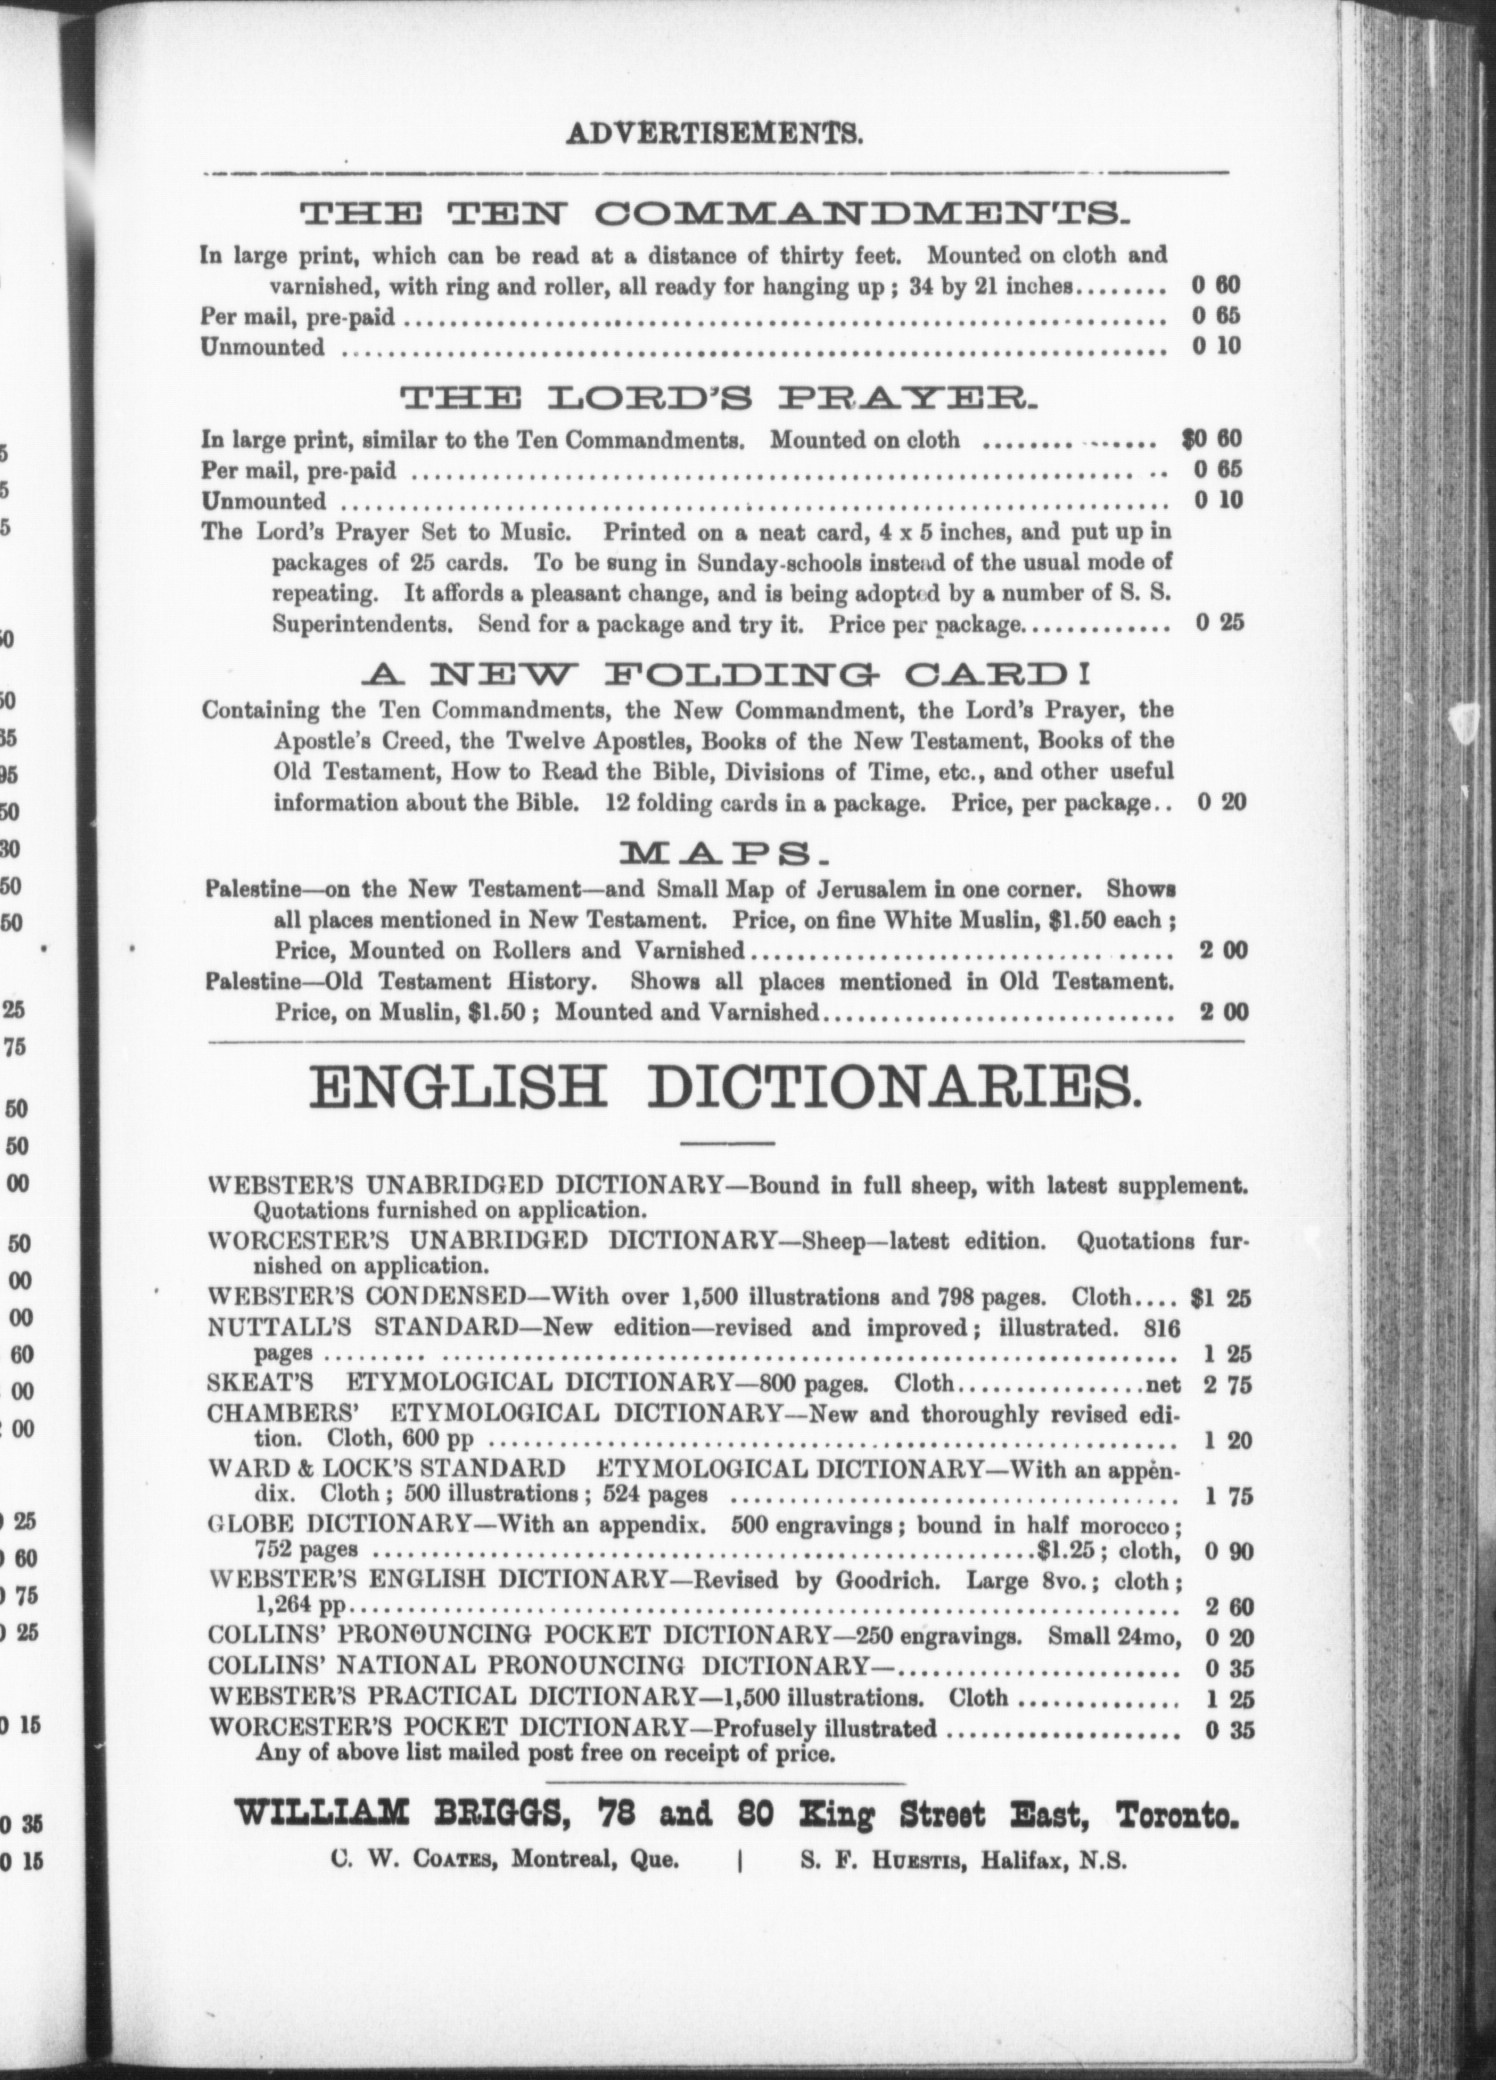 ADVERTISEMENTS.
THE TEN COMMANDMENTS.
In large print, which can be read at a distance of thirty feet. Mounted on cloth and
varnished, with ring and roller, all ready for hanging up; 34 by 21 inches........ 0 60
Per mail, pre-paid ........ 0 65
Unmounted ........ 0 10
THE LORD'S PRAYER.
In large print, similar to the Ten Commandments. Mounted on cloth ........ $0 60
Per mail, pre-paid ........ 0 65
Unmounted ........ 0 10
The Lord's Prayer Set to Music. Printed on a neat card, 4 x 5 inches, and put up in
packages of 25 cards. To be sung in Sunday-schools instead of the usual mode of
repeating. It affords a pleasant change, and is being adopted by a number of S. S.
Superintendents. Send for a package and try it. Price per package............. 0 25
A NEW FOLDING CARD!
Containing the Ten Commandments, the New Commandment, the Lord's Prayer, the
Apostle's Creed, the Twelve Apostles, Books of the New Testament, Books of the
Old Testament, How to Read the Bible, Divisions of Time, etc., and other useful
information about the Bible. 12 folding cards in a package. Price, per package.. 0 20
MAPS.
Palestine—on the New Testament—and Small Map of Jerusalem in one corner. Shows
all places mentioned in New Testament. Price, on fine White Muslin, $1.50 each;
Price, Mounted on Rollers and Varnished........ 2 00
Palestine—Old Testament History. Shows all places mentioned in Old Testament.
Price, on Muslin, $1.50; Mounted and Varnished........ 2 00
ENGLISH DICTIONARIES.
WEBSTER'S UNABRIDGED DICTIONARY—Bound in full sheep, with latest supplement.
Quotations furnished on application.
WORCESTER'S UNABRIDGED DICTIONARY—Sheep—latest edition. Quotations fur-
nished on application.
WEBSTER'S CONDENSED—With over 1,500 illustrations and 798 pages. Cloth.... $1 25
NUTTALL'S STANDARD—New edition—revised and improved; illustrated. 816
pages ........ 1 25
SKEAT'S ETYMOLOGICAL DICTIONARY—800 pages. Cloth................net 2 75
CHAMBERS' ETYMOLOGICAL DICTIONARY—New and thoroughly revised edi-
tion. Cloth, 600 pp ........ 1 20
WARD & LOCK'S STANDARD ETYMOLOGICAL DICTIONARY—With an appen-
dix. Cloth; 500 illustrations; 524 pages ........ 1 75
GLOBE DICTIONARY—With an appendix. 500 engravings; bound in half morocco;
752 pages ........$1.25; cloth, 0 90
WEBSTER'S ENGLISH DICTIONARY—Revised by Goodrich. Large 8vo.; cloth;
1,264 pp........ 2 60
COLLINS' PRONOUNCING POCKET DICTIONARY—250 engravings. Small 24mo, 0 20
COLLINS' NATIONAL PRONOUNCING DICTIONARY—........ 0 35
WEBSTER'S PRACTICAL DICTIONARY—1,500 illustrations. Cloth ........ 1 25
WORCESTER'S POCKET DICTIONARY—Profusely illustrated ........ 0 35
Any of above list mailed post free on receipt of price.
WILLIAM BRIGGS, 78 and 80 King Street East, Toronto.
C. W. COATES, Montreal, Que. | S. F. HUESTIS, Halifax, N.S.